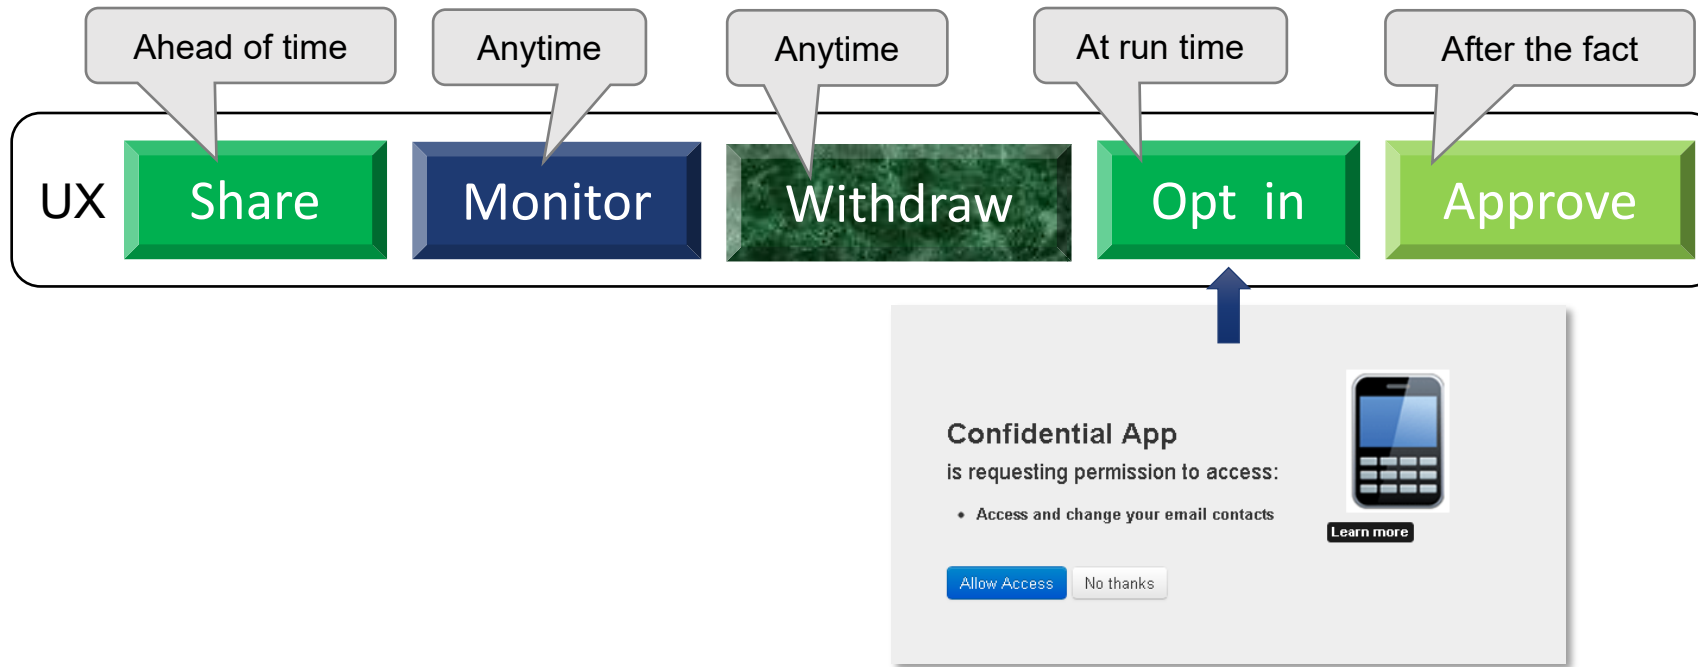 Ahead of time
Anytime
Anytime
At run time
After the fact
UX
Share
Monitor
Withdraw
Opt in
Approve
Confidential App
is requesting permission to access:
• Access and change your email contacts
Learn more
Allow Access
No thanks